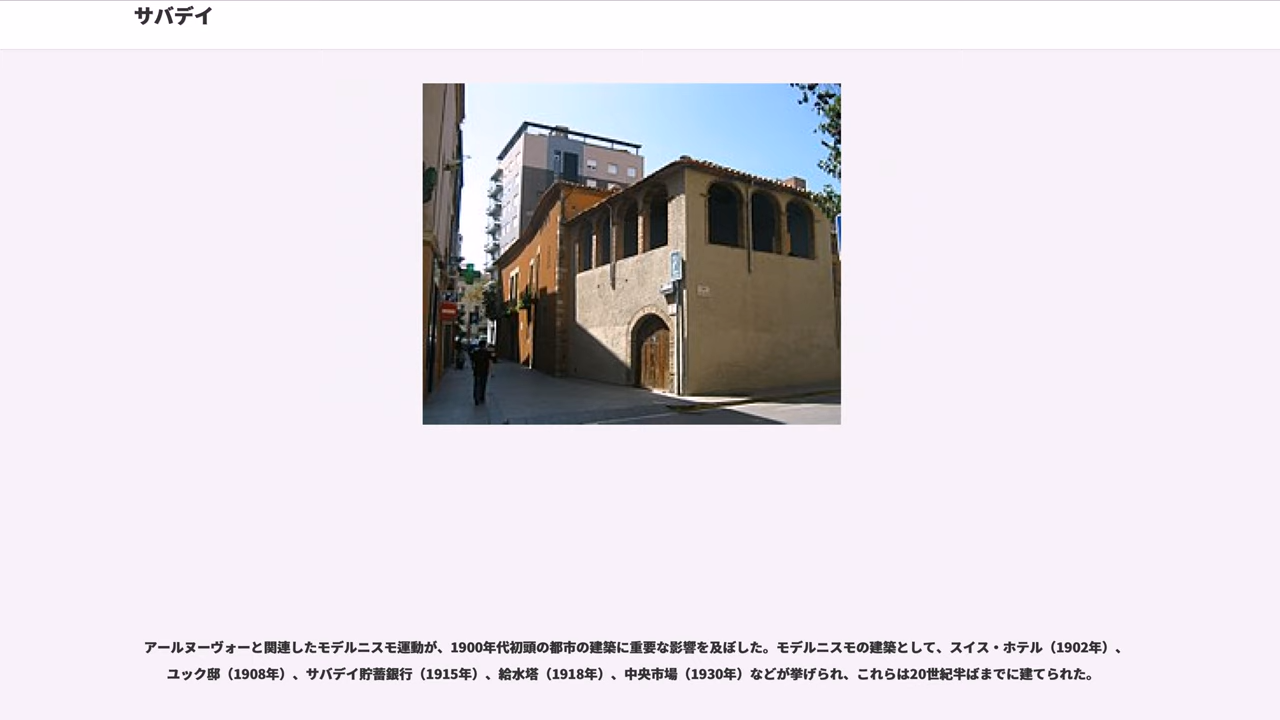 サバデイ
アールヌーヴォーと関連したモデルニスモ運動が、1900年代初頭の都市の建築に重要な影響を及ぼした。モデルニスモの建築として、スイス・ホテル（1902年）、
ユック邸（1908年）、サバデイ貯蓄銀行（1915年）、給水塔（1918年）、中央市場（1930年）などが挙げられ、これらは20世紀半ばまでに建てられた。